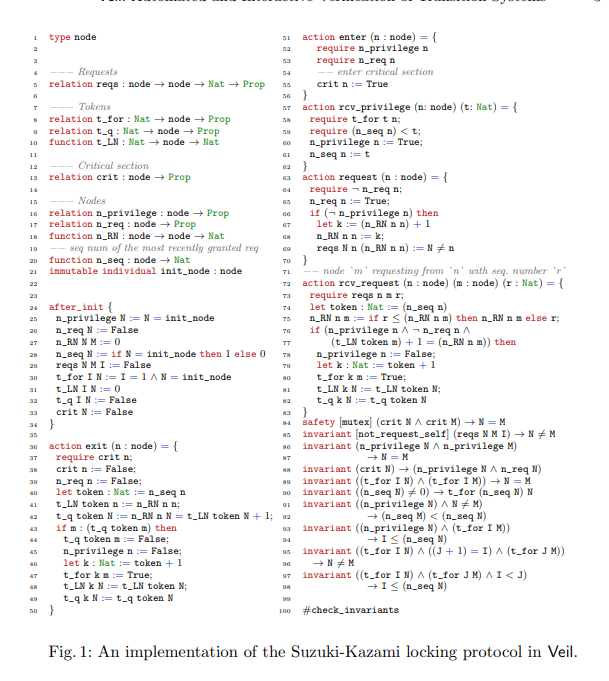 1 type node
2
3
4 −−− Requests
5 relation reqs : node → node → Nat → Prop
6
7 −−− Tokens
8 relation t_for : Nat → node → Prop
9 relation t_q : Nat → node → Prop
10 function t_LN : Nat → node → Nat
11
12 −−− Critical section
13 relation crit : node → Prop
14
15 −−− Nodes
16 relation n_privilege : node → Prop
17 relation n_req : node → Prop
18 function n_RN : node → node → Nat
19 −− seq num of the most recently granted req
20 function n_seq : node → Nat
21 immutable individual init_node : node
22
23
24 after_init {
25 n_privilege N := N = init_node
26 n_req N := False
27 n_RN N M := 0
28 n_seq N := if N = init_node then 1 else 0
29 reqs N M I := False
30 t_for I N := I = 1 ∧ N = init_node
31 t_LN I N := 0
32 t_q I N := False
33 crit N := False
34 }
35
36 action exit (n : node) = {
37 require crit n;
38 crit n := False;
39 n_req n := False;
40 let token : Nat := n_seq n
41 t_LN token n := n_RN n n;
42 t_q token N := n_RN n N = t_LN token N + 1;
43 if m : (t_q token m) then
44 t_q token m := False;
45 n_privilege n := False;
46 let k : Nat := token + 1
47 t_for k m := True;
48 t_LN k N := t_LN token N;
49 t_q k N := t_q token N
50 }
51 action enter (n : node) = {
52 require n_privilege n
53 require n_req n
54 −− enter critical section
55 crit n := True
56 }
57 action rcv_privilege (n: node) (t: Nat) = {
58 require t_for t n;
59 require (n_seq n) < t;
60 n_privilege n := True;
61 n_seq n := t
62 }
63 action request (n : node) = {
64 require ¬ n_req n;
65 n_req n := True;
66 if (¬ n_privilege n) then
67 let k := (n_RN n n) + 1
68 n_RN n n := k;
69 reqs N n (n_RN n n) := N ≠ n
70 }
71 −− node `m` requesting from `n` with seq. number `r`
72 action rcv_request (n : node) (m : node) (r : Nat) = {
73 require reqs n m r;
74 let token : Nat := (n_seq n)
75 n_RN n m := if r ≤ (n_RN n m) then n_RN n m else r;
76 if (n_privilege n ∧ ¬ n_req n ∧
77 (t_LN token m) + 1 = (n_RN n m)) then
78 n_privilege n := False;
79 let k : Nat := token + 1
80 t_for k m := True;
81 t_LN k N := t_LN token N;
82 t_q k N := t_q token N
83 }
84 safety [mutex] (crit N ∧ crit M) → N = M
85 invariant [not_request_self] (reqs N M I) → N ≠ M
86 invariant (n_privilege N ∧ n_privilege M)
87 → N = M
88 invariant (crit N) → (n_privilege N ∧ n_req N)
89 invariant ((t_for I N) ∧ (t_for I M)) → N = M
90 invariant ((n_seq N) ≠ 0) → t_for (n_seq N) N
91 invariant ((n_privilege N) ∧ N ≠ M)
92 → (n_seq M) < (n_seq N)
93 invariant ((n_privilege N) ∧ (t_for I M))
94 → I ≤ (n_seq N)
95 invariant ((t_for I N) ∧ ((J + 1) = I) ∧ (t_for J M))
96 → N ≠ M
97 invariant ((t_for I N) ∧ (t_for J M) ∧ I < J)
98 → I ≤ (n_seq N)
99
100 #check_invariants
Fig. 1: An implementation of the Suzuki-Kazami locking protocol in Veil.